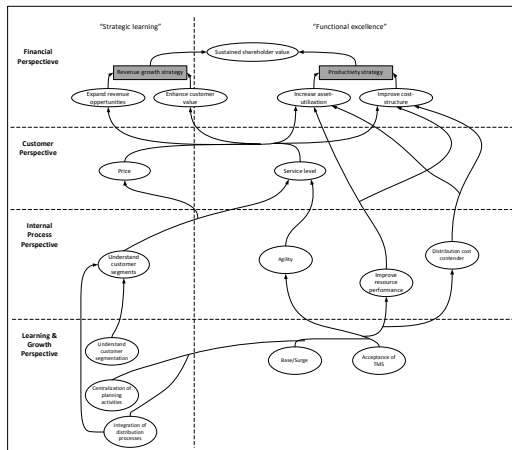 "Strategic learning"
"Functional excellence"
Financial
Perspectieve
Sustained shareholder value
Revenue growth strategy
Productivity strategy
Expand revenue
opportunities
Enhance customer
value
Increase asset-
utilization
Improve cost-
structure
Customer
Perspective
Price
Service level
Internal
Process
Perspective
Understand
customer
segments
Agility
Improve
resource
performance
Distribution cost
contender
Learning &
Growth
Perspective
Understand
customer
segmentation
Base/Surge
Acceptance of
TMS
Centralization of
planning
activities
Integration of
distribution
processes